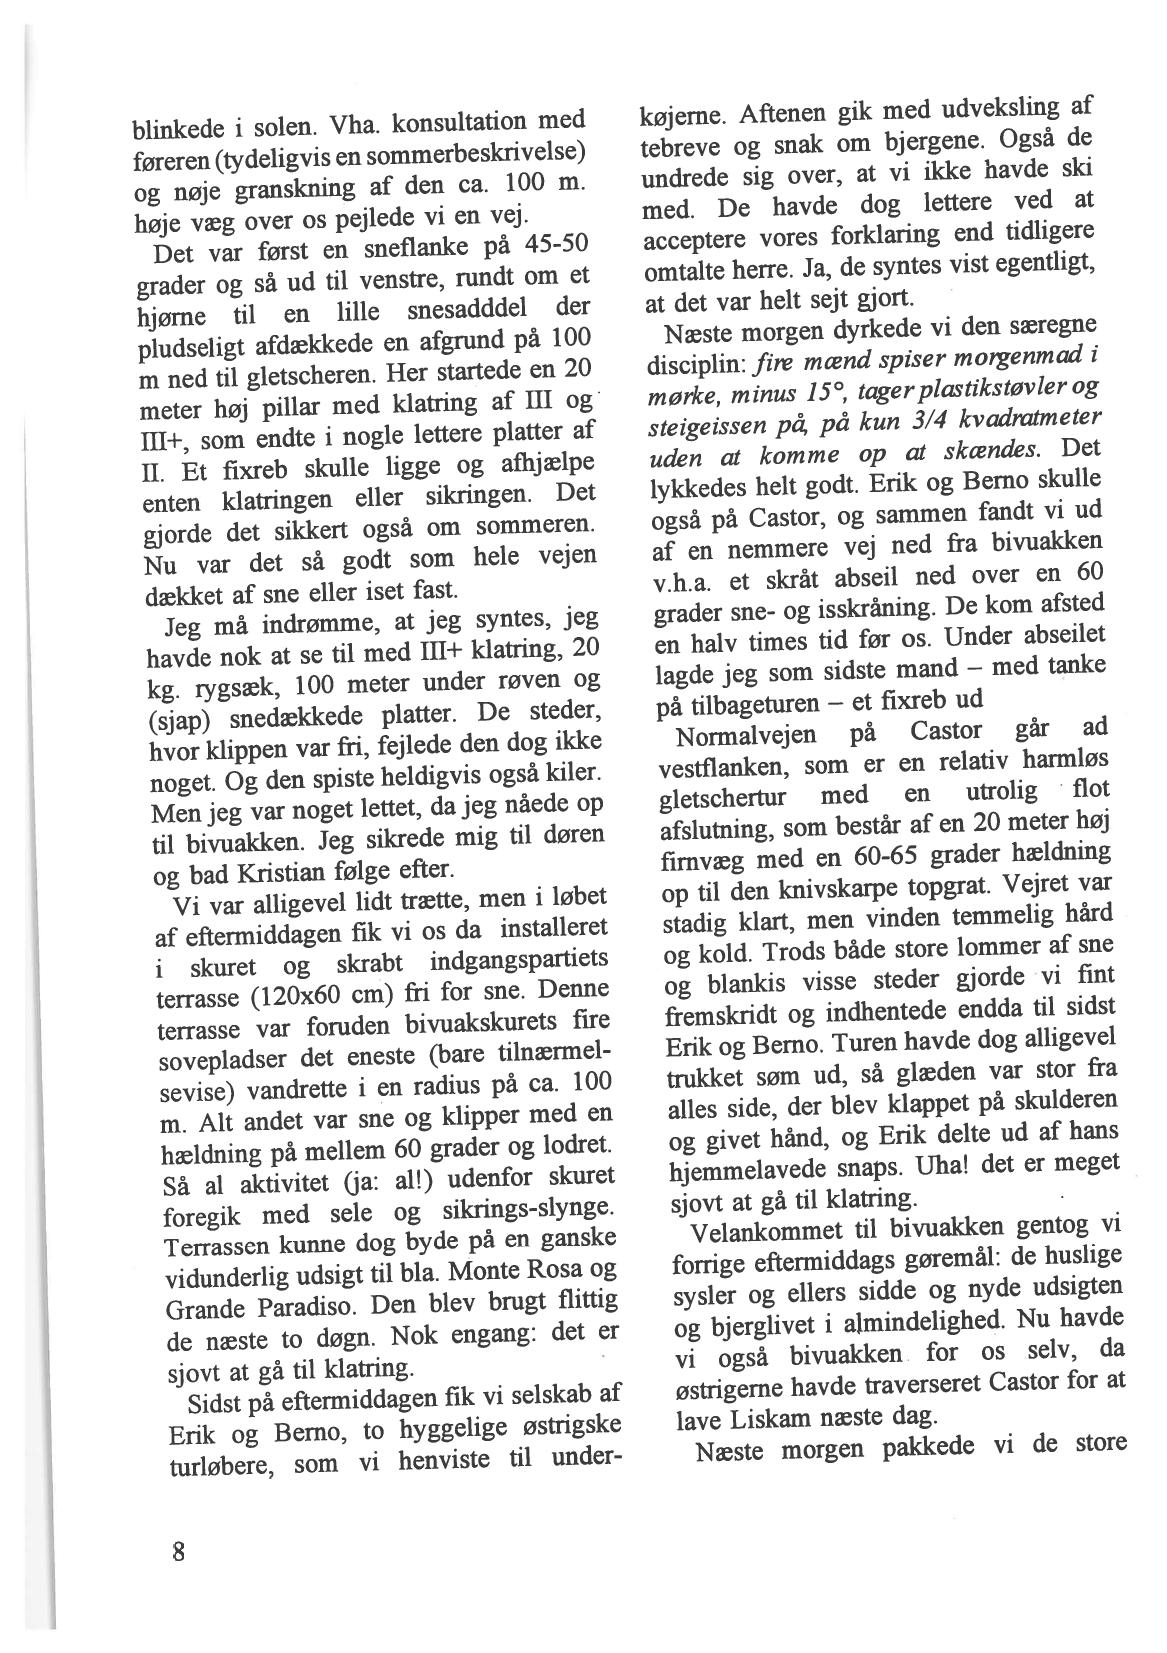 blinkede i solen. Vha. konsultation med
føreren (tydeligvis en sommerbeskrivelse)
og nøje granskning af den ca. 100 m.
høje væg over os pejlede vi en vej.
Det var først en sneflanke på 45-50
grader og så ud til venstre, rundt om et
hjørne til en lille snesadddel der
pludseligt afdækkede en afgrund på 100
m ned til gletscheren. Her startede en 20
meter høj pillar med klatring af III og
III+, som endte i nogle lettere platter af
II. Et fixreb skulle ligge og afhjælpe
enten klatringen eller sikringen. Det
gjorde det sikkert også om sommeren.
Nu var det så godt som hele vejen
dækket af sne eller iset fast.
Jeg må indrømme, at jeg syntes, jeg
havde nok at se til med III+ klatring, 20
kg. rygsæk, 100 meter under røven og
(sjap) snedækkede platter. De steder,
hvor klippen var fri, fejlede den dog ikke
noget. Og den spiste heldigvis også kiler.
Men jeg var noget lettet, da jeg nåede op
til bivuakken. Jeg sikrede mig til døren
og bad Kristian følge efter.
Vi var alligevel lidt trætte, men i løbet
af eftermiddagen fik vi os da installeret
i skuret og skrabt indgangspartiets
terrasse (120x60 cm) fri for sne. Denne
terrasse var foruden bivuakskurets fire
sovepladser det eneste (bare tilnærmel-
sevise) vandrette i en radius på ca. 100
m. Alt andet var sne og klipper med en
hældning på mellem 60 grader og lodret.
Så al aktivitet (ja: al!) udenfor skuret
foregik med sele og sikrings-slynge.
Terrassen kunne dog byde på en ganske
vidunderlig udsigt til bla. Monte Rosa og
Grande Paradiso. Den blev brugt flittig
de næste to døgn. Nok engang: det er
sjovt at gå til klatring.
Sidst på eftermiddagen fik vi selskab af
Erik og Berno, to hyggelige østrigske
turløbere, som vi henviste til under-
køjerne. Aftenen gik med udveksling af
tebreve og snak om bjergene. Også de
undrede sig over, at vi ikke havde ski
med. De havde dog lettere ved at
acceptere vores forklaring end tidligere
omtalte herre. Ja, de syntes vist egentligt,
at det var helt sejt gjort.
Næste morgen dyrkede vi den særegne
disciplin: fire mænd spiser morgenmad i
mørke, minus 15°, tager plastikstøvler og
steigeissen på, på kun 3/4 kvadratmeter
uden at komme op at skændes. Det
lykkedes helt godt. Erik og Berno skulle
også på Castor, og sammen fandt vi ud
af en nemmere vej ned fra bivuakken
v.h.a. et skråt abseil ned over en 60
grader sne- og isskråning. De kom afsted
en halv times tid før os. Under abseilet
lagde jeg som sidste mand – med tanke
på tilbageturen – et fixreb ud
Normalvejen på Castor går ad
vestflanken, som er en relativ harmløs
gletschertur med en utrolig flot
afslutning, som består af en 20 meter høj
firnvæg med en 60-65 grader hældning
op til den knivskarpe topgrat. Vejret var
stadig klart, men vinden temmelig hård
og kold. Trods både store lommer af sne
og blankis visse steder gjorde vi fint
fremskridt og indhentede endda til sidst
Erik og Berno. Turen havde dog alligevel
trukket søm ud, så glæden var stor fra
alles side, der blev klappet på skulderen
og givet hånd, og Erik delte ud af hans
hjemmelavede snaps. Uha! det er meget
sjovt at gå til klatring.
Velankommet til bivuakken gentog vi
forrige eftermiddags gøremål: de huslige
sysler og ellers sidde og nyde udsigten
og bjerglivet i almindelighed. Nu havde
vi også bivuakken for os selv, da
østrigerne havde traverseret Castor for at
lave Liskam næste dag.
Næste morgen pakkede vi de store
8